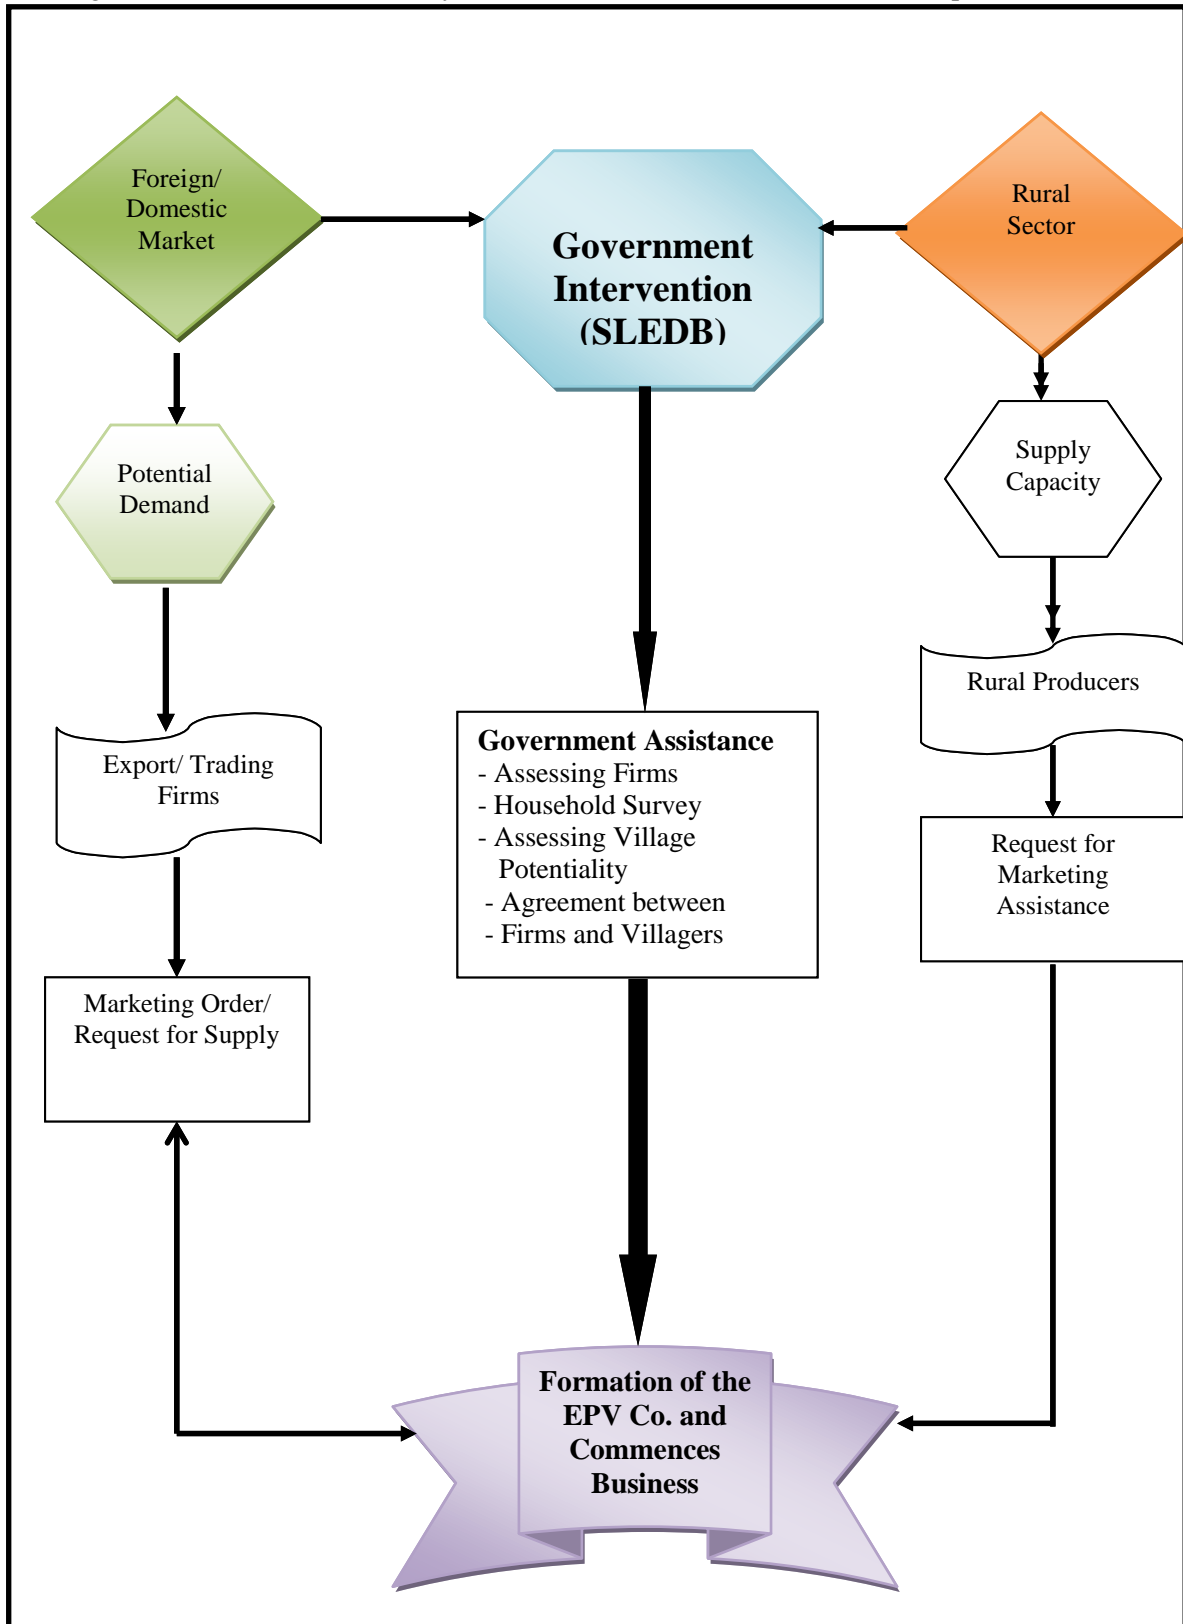 Foreign/
Domestic
Market
Government
Intervention
(SLEDB)
Rural
Sector
Potential
Demand
Supply
Capacity
Rural Producers
Export/ Trading
Firms
Government Assistance
- Assessing Firms
- Household Survey
- Assessing Village
Potentiality
- Agreement between
- Firms and Villagers
Request for
Marketing
Assistance
Marketing Order/
Request for Supply
Formation of the
EPV Co. and
Commences
Business